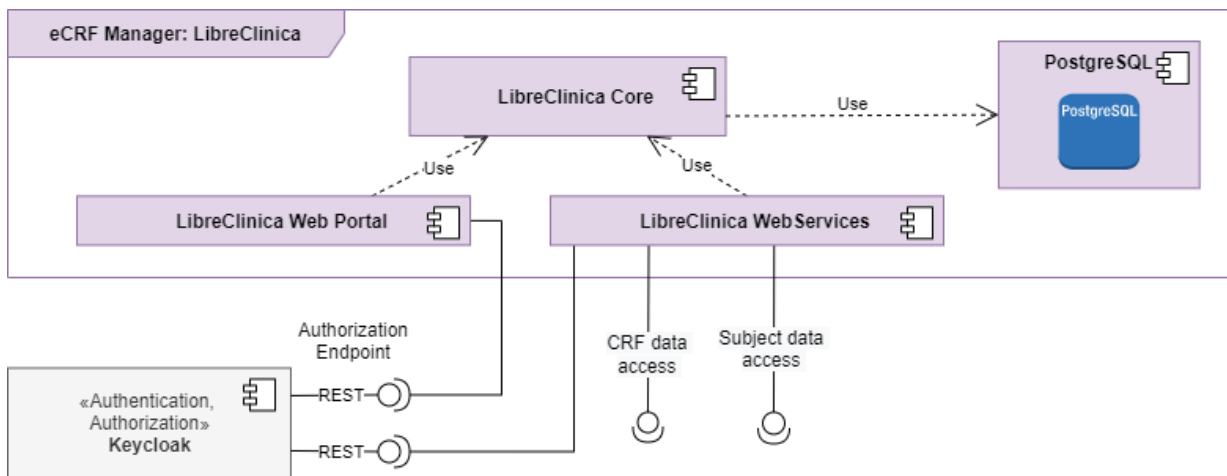 eCRF Manager: LibreClinica
PostgreSQL
PostgreSQL
LibreClinica Core
Use
Use
Use
LibreClinica Web Portal
LibreClinica WebServices
Authorization
Endpoint
CRF data
access
Subject data
access
«Authentication,
Authorization»
Keycloak
REST
REST